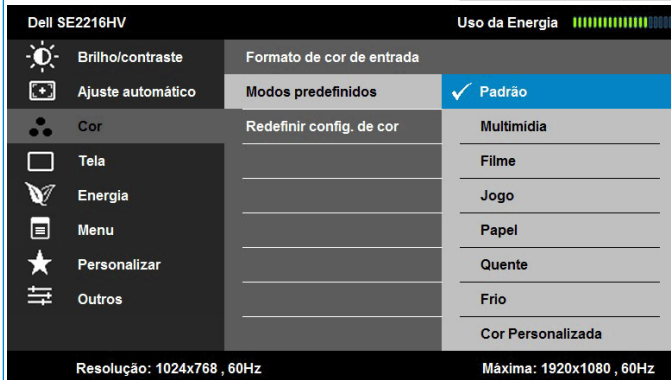 Dell SE2216HV Uso da Energia
Brilho/contraste Formato de cor de entrada
Ajuste automático Modos predefinidos Padrão
Cor Redefinir config. de cor Multimídia
Tela Filme
Energia Jogo
Menu Papel
Personalizar Quente
Outros Frio
Cor Personalizada
Resolução: 1024x768 , 60Hz Máxima: 1920x1080 , 60Hz